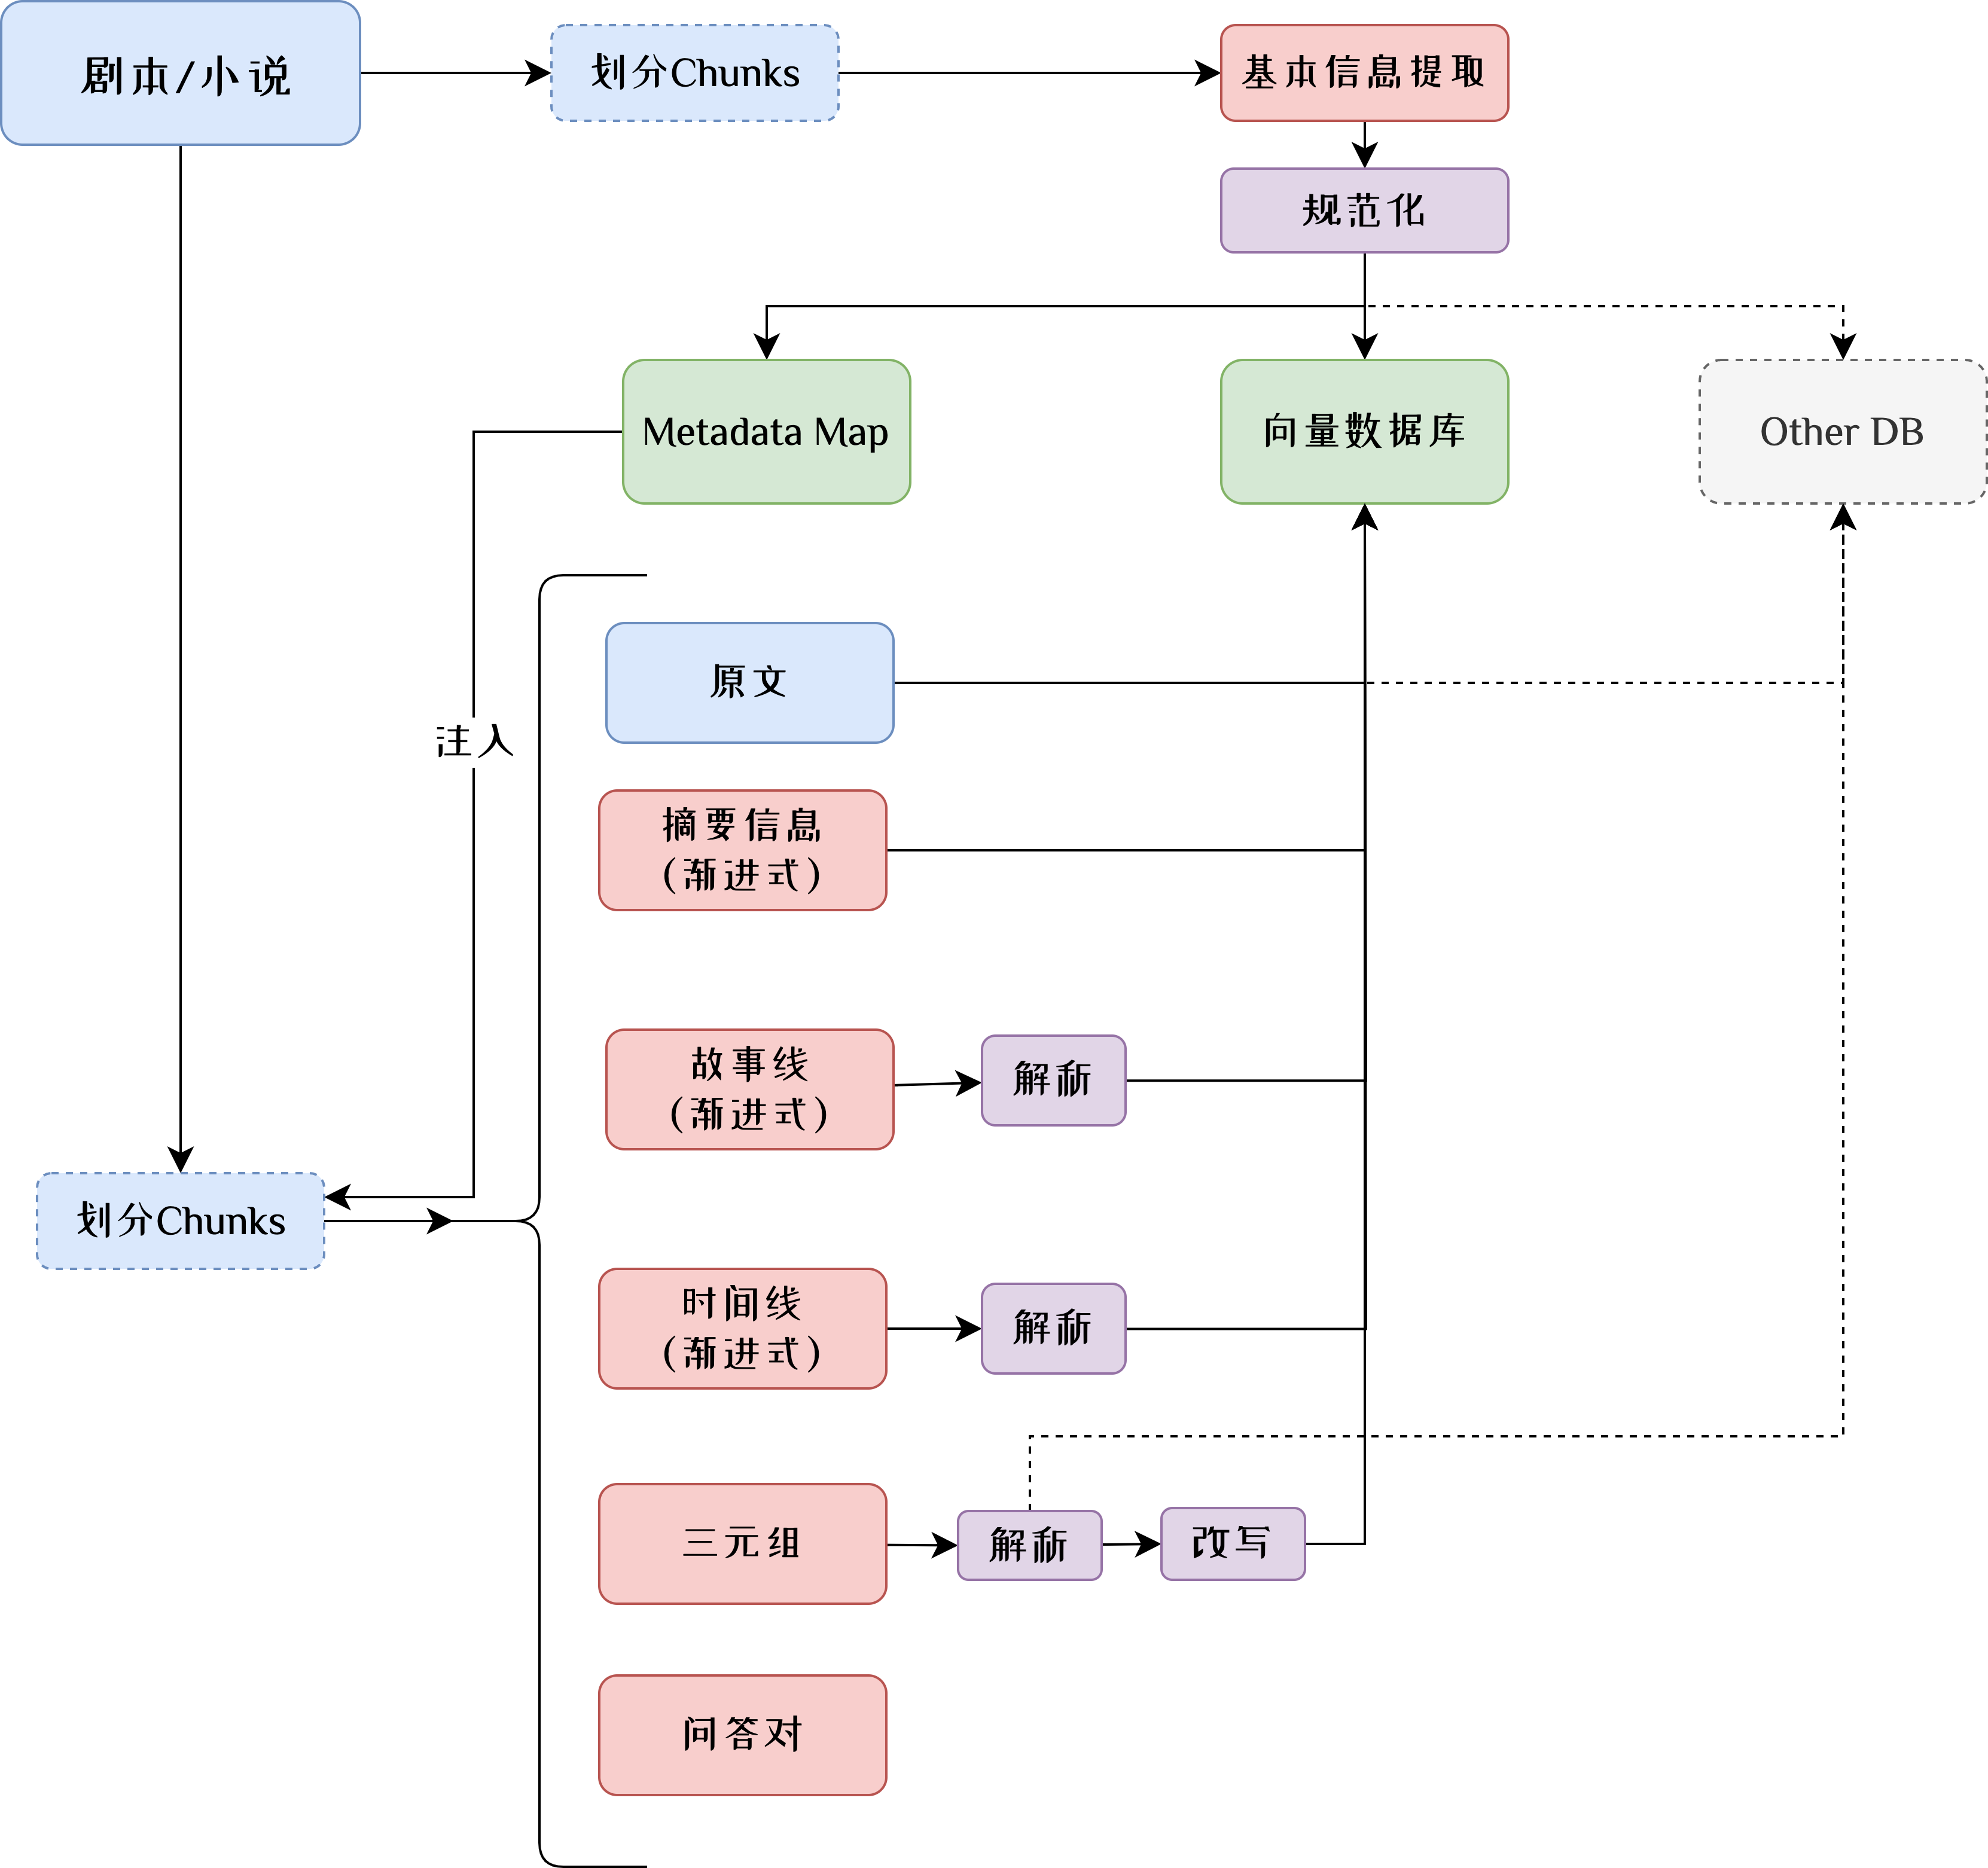 剧本/小说
划分Chunks
基本信息提取
规范化
Metadata Map
向量数据库
Other DB
注入
原文
摘要信息
(渐进式)
故事线
(渐进式)
解析
划分Chunks
时间线
(渐进式)
解析
三元组
解析
改写
问答对